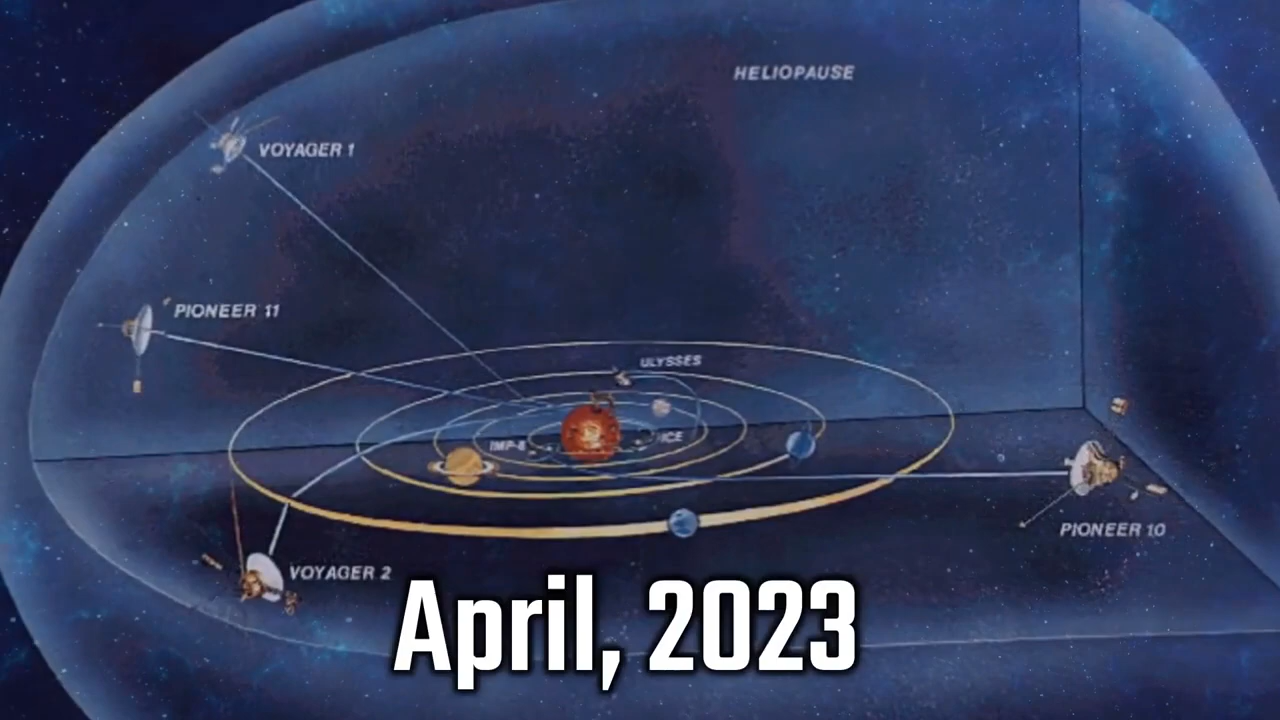 HELIOPAUSE
VOYAGER 1
PIONEER 11
ULYSSES
IMP-8
ICE
PIONEER 10
VOYAGER 2
April, 2023